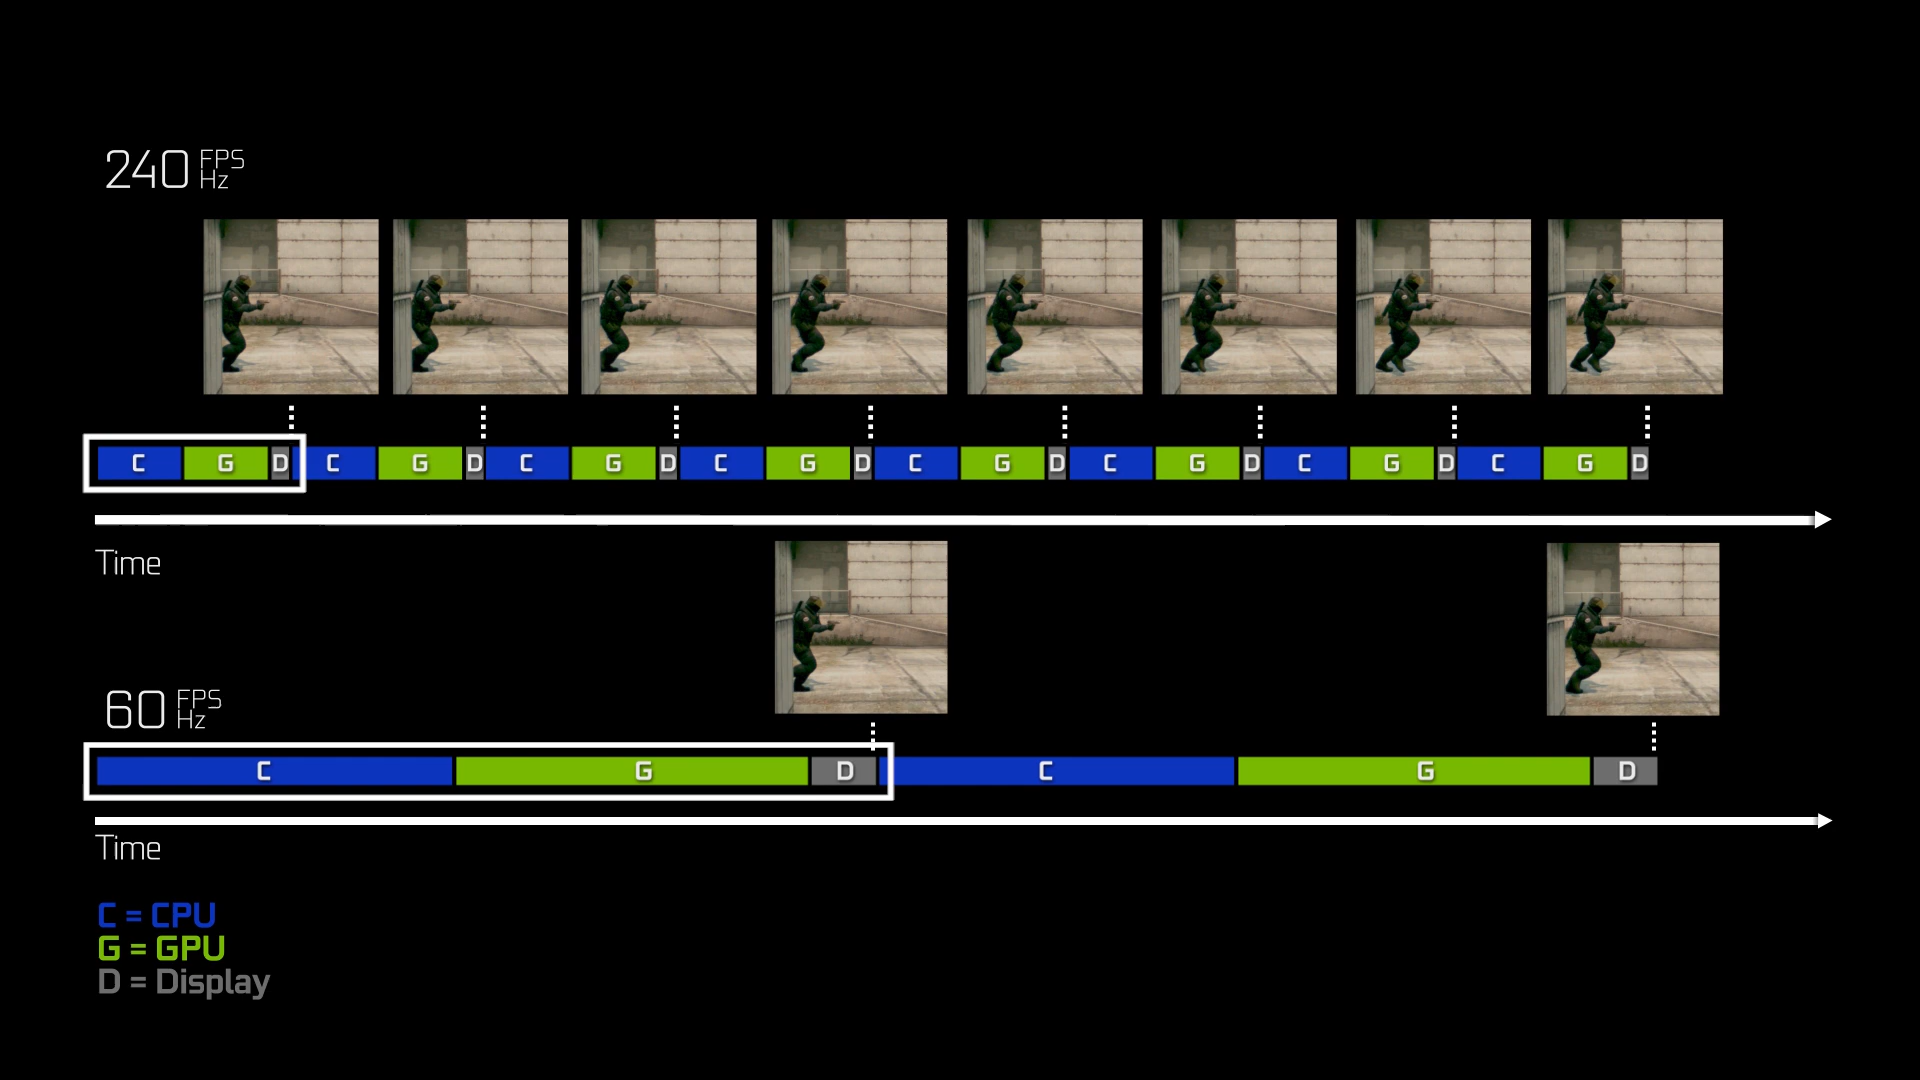 240 FPS
Hz
C G D C G D C G D C G D C G D C G D C G D C G D
Time
60 FPS
Hz
C G D C G D
Time
C = CPU
G = GPU
D = Display